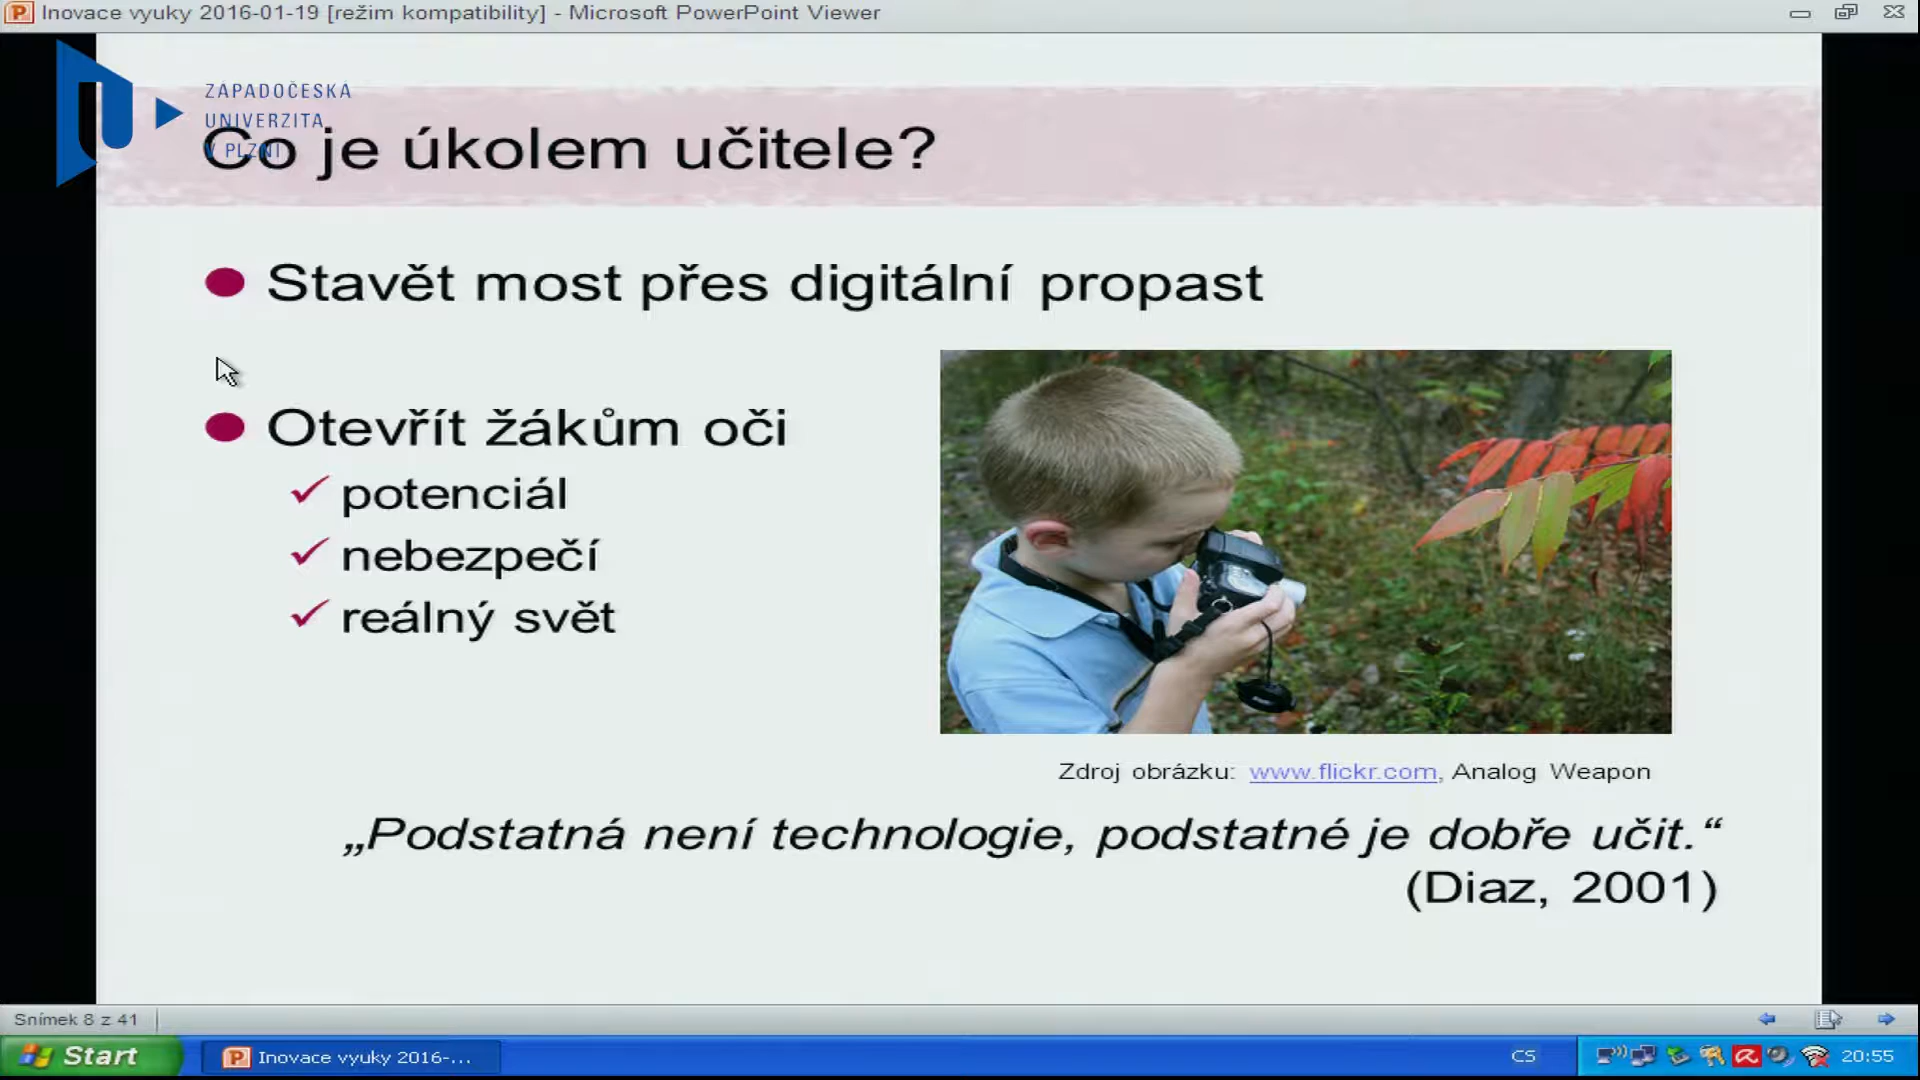 Inovace vyuky 2016-01-19 [režim kompatibility] - Microsoft PowerPoint Viewer
ZÁPADOČESKÁ
UNIVERZITA
V PLZNI
Co je úkolem učitele?
Stavět most přes digitální propast
Otevřít žákům oči
potenciál
nebezpečí
reálný svět
Zdroj obrázku: www.flickr.com, Analog Weapon
„Podstatná není technologie, podstatné je dobře učit.“
(Diaz, 2001)
Snímek 8 z 41
Start
Inovace vyuky 2016-...
CS
20:55